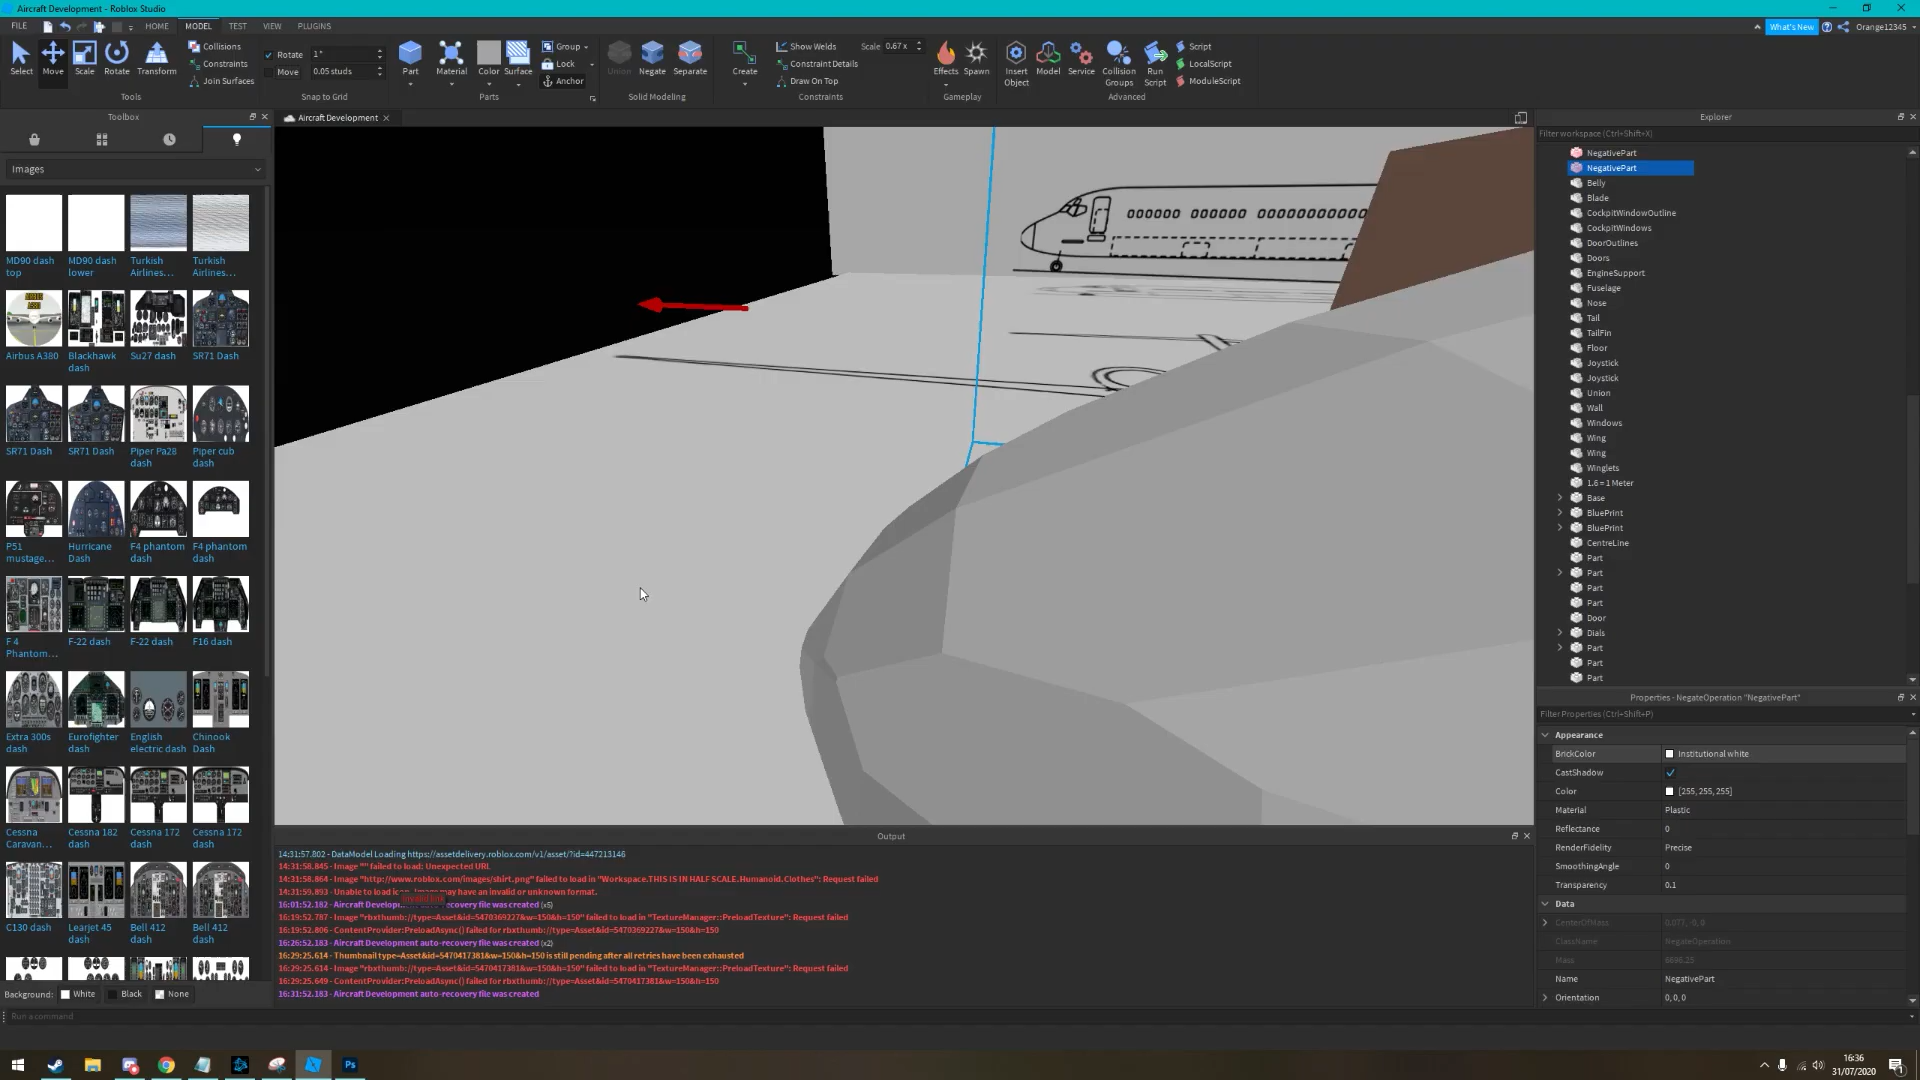 Aircraft Development - Roblox Studio
FILE
HOME
MODEL
TEST
VIEW
PLUGINS
What's New
Orange12345
Select
Move
Scale
Rotate
Transform
Tools
Collisions
Constraints
Join Surfaces
Rotate
1°
Move
0.05 studs
Snap to Grid
Part
Material
Color
Surface
Group
Lock
Anchor
Parts
Union
Negate
Separate
Solid Modeling
Create
Show Welds
Scale
0.67 x
Constraint Details
Draw On Top
Constraints
Effects
Spawn
Gameplay
Insert Object
Model
Service
Collision Groups
Run Script
Script
LocalScript
ModuleScript
Advanced
Toolbox
Images
MD90 dash top
MD90 dash lower
Turkish Airlines...
Turkish Airlines...
Airbus A380
Blackhawk dash
Su27 dash
SR71 Dash
SR71 Dash
SR71 Dash
Piper Pa28 dash
Piper cub dash
P51 mustage...
Hurricane Dash
F4 phantom dash
F4 phantom dash
F 4 Phantom...
F-22 dash
F-22 dash
F16 dash
Extra 300s dash
Eurofighter dash
English electric dash
Chinook Dash
Cessna Caravan...
Cessna 182 dash
Cessna 172 dash
Cessna 172 dash
C130 dash
Learjet 45 dash
Bell 412 dash
Bell 412 dash
Background:
White
Black
None
Run a command
Aircraft Development
Output
14:31:57.802 - DataModel Loading https://assetdelivery.roblox.com/v1/asset/?id=447213146
14:31:58.845 - Image "" failed to load: Unexpected URL
14:31:58.864 - Image "http://www.roblox.com/images/shirt.png" failed to load in "Workspace.THIS IS IN HALF SCALE.Humanoid.Clothes": Request failed
14:31:59.893 - Unable to load icon. Image may have an invalid or unknown format.
16:01:52.182 - Aircraft Development auto-recovery file was created (x5)
16:19:52.787 - Image "rbxthumb://type=Asset&id=5470369227&w=150&h=150" failed to load in "TextureManager::PreloadTexture": Request failed
16:19:52.806 - ContentProvider:PreloadAsync() failed for rbxthumb://type=Asset&id=5470369227&w=150&h=150
16:26:52.183 - Aircraft Development auto-recovery file was created (x2)
16:29:25.614 - Thumbnail type=Asset&id=5470417381&w=150&h=150 is still pending after all retries have been exhausted
16:29:25.614 - Image "rbxthumb://type=Asset&id=5470417381&w=150&h=150" failed to load in "TextureManager::PreloadTexture": Request failed
16:29:25.649 - ContentProvider:PreloadAsync() failed for rbxthumb://type=Asset&id=5470417381&w=150&h=150
16:31:52.183 - Aircraft Development auto-recovery file was created
Explorer
Filter workspace (Ctrl+Shift+X)
NegativePart
NegativePart
Belly
Blade
CockpitWindowOutline
CockpitWindows
DoorOutlines
Doors
EngineSupport
Fuselage
Nose
Tail
TailFin
Floor
Joystick
Joystick
Union
Wall
Windows
Wing
Wing
Winglets
1.6 = 1 Meter
Base
BluePrint
BluePrint
CentreLine
Part
Part
Part
Part
Door
Dials
Part
Part
Part
Properties - NegateOperation "NegativePart"
Filter Properties (Ctrl+Shift+P)
Appearance
BrickColor
Institutional white
CastShadow
Color
[255, 255, 255]
Material
Plastic
Reflectance
0
RenderFidelity
Precise
SmoothingAngle
0
Transparency
0.1
Data
CenterOfMass
0.077, -0, 0
ClassName
NegateOperation
Mass
6696.25
Name
NegativePart
Orientation
0, 0, 0
Ps
16:36
31/07/2020